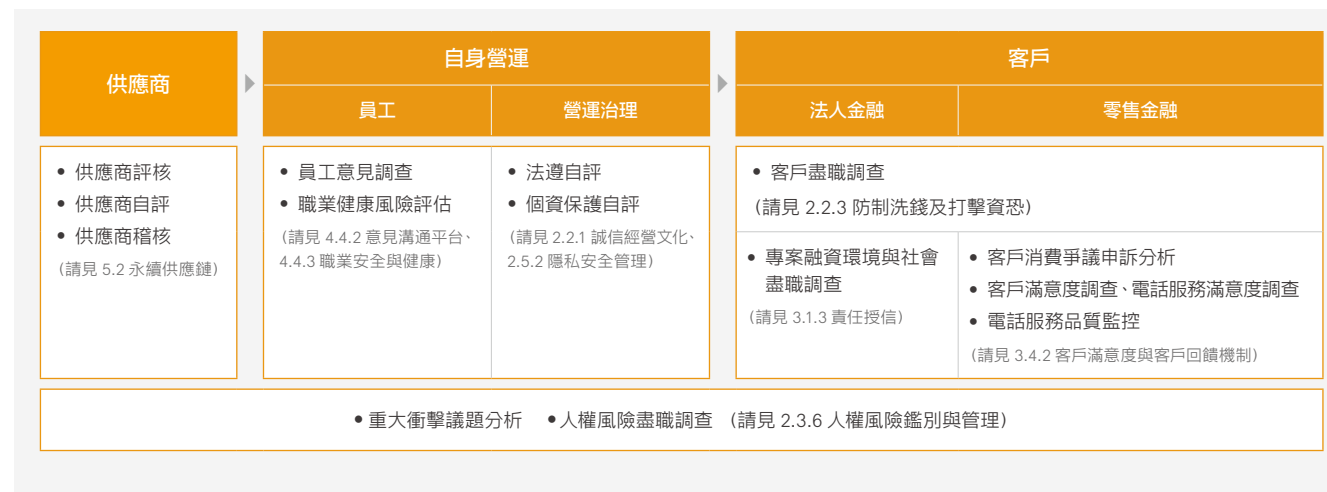 供應商
自身營運
客戶
員工
營運治理
法人金融
零售金融
• 供應商評核
• 供應商自評
• 供應商稽核
(請見 5.2 永續供應鏈)
• 員工意見調查
• 職業健康風險評估
(請見 4.4.2 意見溝通平台、
4.4.3 職業安全與健康)
• 法遵自評
• 個資保護自評
(請見 2.2.1 誠信經營文化、
2.5.2 隱私安全管理)
• 客戶盡職調查
(請見 2.2.3 防制洗錢及打擊資恐)
• 專案融資環境與社會
盡職調查
(請見 3.1.3 責任授信)
• 客戶消費爭議申訴分析
• 客戶滿意度調查、電話服務滿意度調查
• 電話服務品質監控
(請見 3.4.2 客戶滿意度與客戶回饋機制)
• 重大衝擊議題分析 • 人權風險盡職調查 (請見 2.3.6 人權風險鑑別與管理)